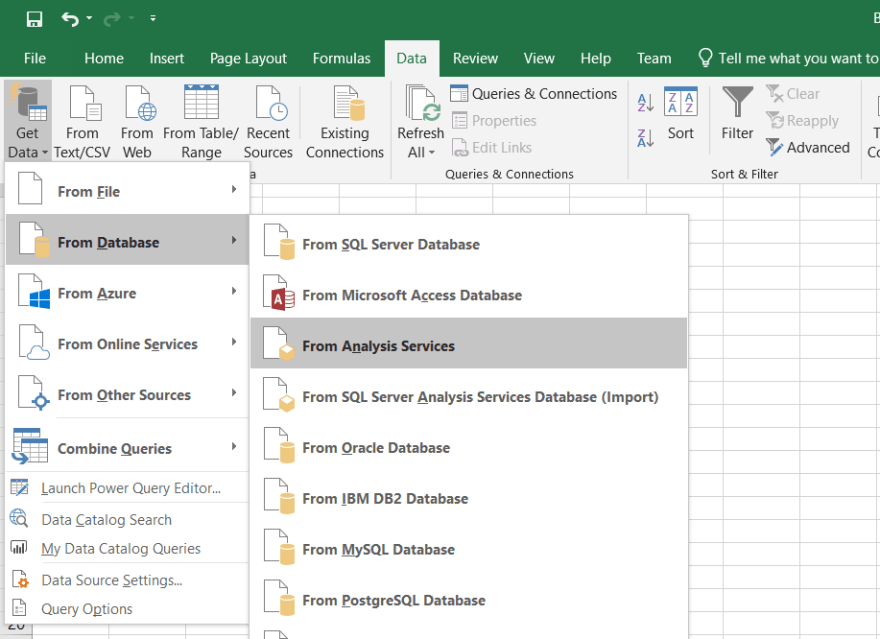 B
File Home Insert Page Layout Formulas Data Review View Help Team Tell me what you want to
Get Data
From Text/CSV
From Web
From Table/ Range
Recent Sources
Existing Connections
Refresh All
Queries & Connections
Properties
Edit Links
Queries & Connections
Sort
Filter
Clear
Reapply
Advanced
Sort & Filter
From File
From Database
From Azure
From Online Services
From Other Sources
Combine Queries
Launch Power Query Editor...
Data Catalog Search
My Data Catalog Queries
Data Source Settings...
Query Options
From SQL Server Database
From Microsoft Access Database
From Analysis Services
From SQL Server Analysis Services Database (Import)
From Oracle Database
From IBM DB2 Database
From MySQL Database
From PostgreSQL Database
20